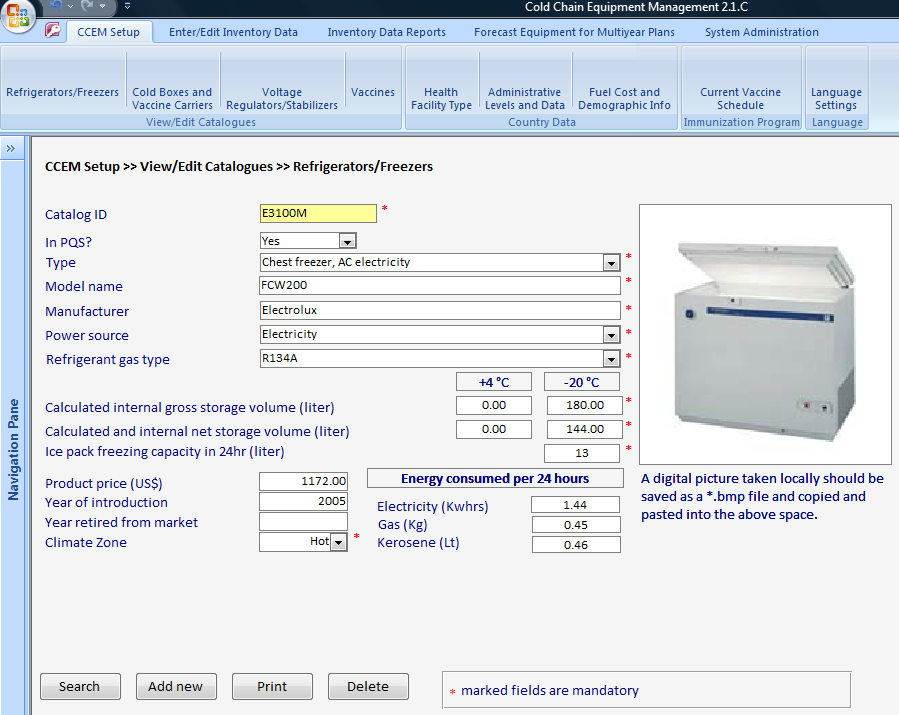 Cold Chain Equipment Management 2.1.C
CCEM Setup Enter/Edit Inventory Data Inventory Data Reports Forecast Equipment for Multiyear Plans System Administration
Refrigerators/Freezers Cold Boxes and Vaccine Carriers Voltage Regulators/Stabilizers Vaccines Health Facility Type Administrative Levels and Data Fuel Cost and Demographic Info Current Vaccine Schedule Language Settings
View/Edit Catalogues Country Data Immunization Program Language
»
Navigation Pane
CCEM Setup >> View/Edit Catalogues >> Refrigerators/Freezers
Catalog ID E3100M *
In PQS? Yes
Type Chest freezer, AC electricity *
Model name FCW200 *
Manufacturer Electrolux *
Power source Electricity *
Refrigerant gas type R134A *
+4 °C -20 °C
Calculated internal gross storage volume (liter) 0.00 180.00 *
Calculated and internal net storage volume (liter) 0.00 144.00 *
Ice pack freezing capacity in 24hr (liter) 13 *
Product price (US$) 1172.00
Year of introduction 2005
Year retired from market
Climate Zone Hot *
Energy consumed per 24 hours
Electricity (Kwhrs) 1.44
Gas (Kg) 0.45
Kerosene (Lt) 0.46
A digital picture taken locally should be
saved as a *.bmp file and copied and
pasted into the above space.
Search Add new Print Delete
* marked fields are mandatory